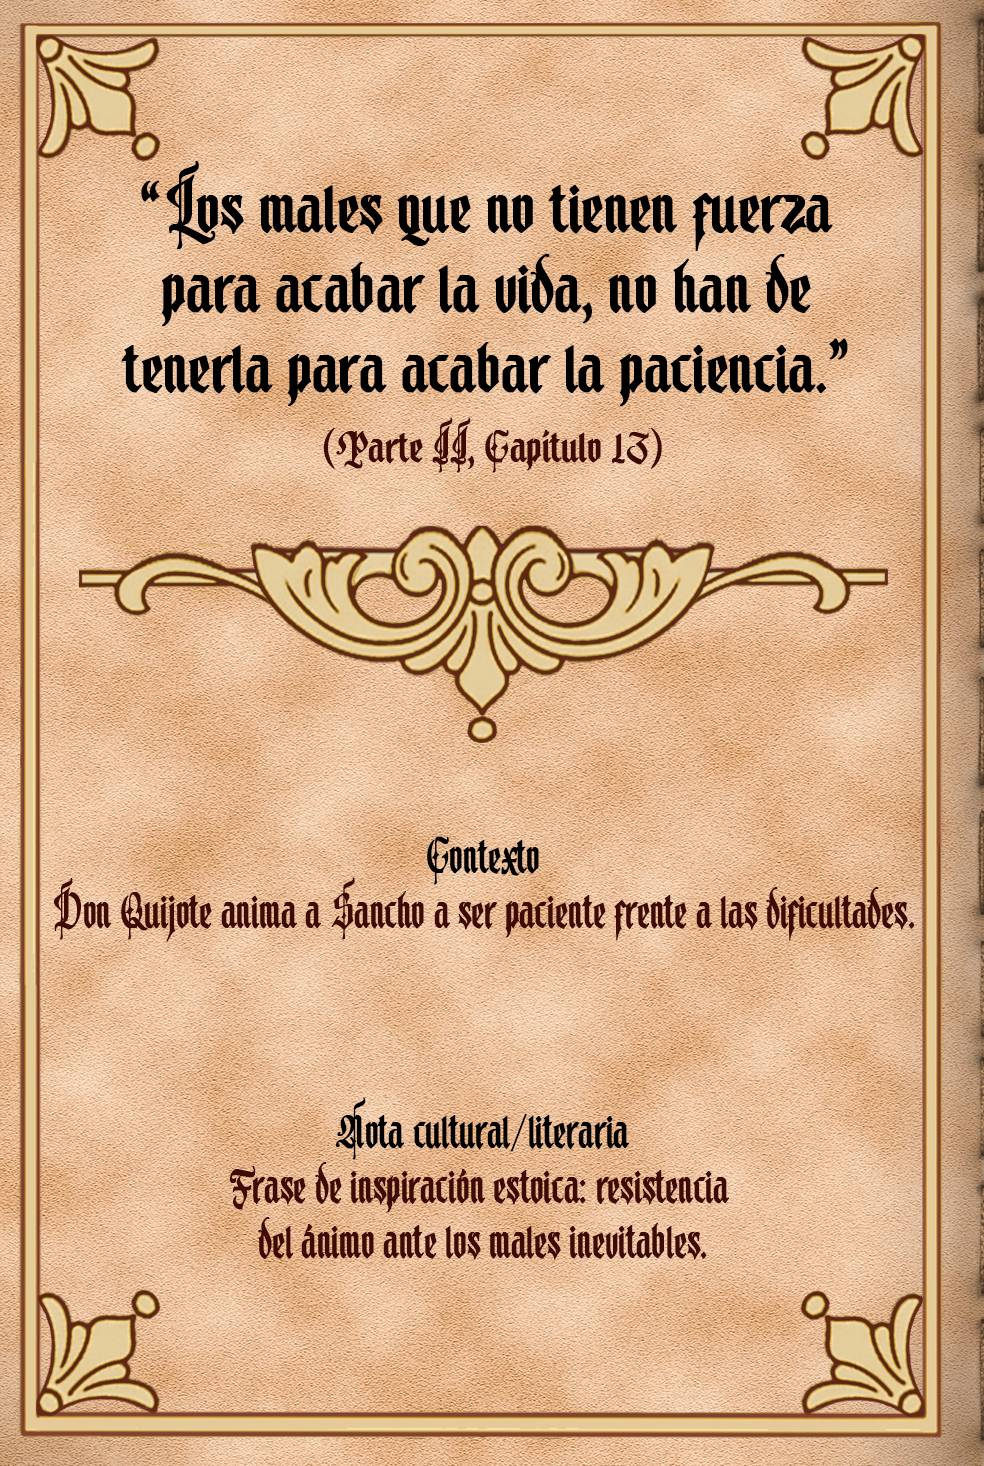 “Los males que no tienen fuerza
para acabar la vida, no han de
tenerla para acabar la paciencia.”
(Parte II, Capítulo 13)
Contexto
Don Quijote anima a Sancho a ser paciente frente a las dificultades.
Nota cultural/literaria
Frase de inspiración estoica: resistencia
del ánimo ante los males inevitables.